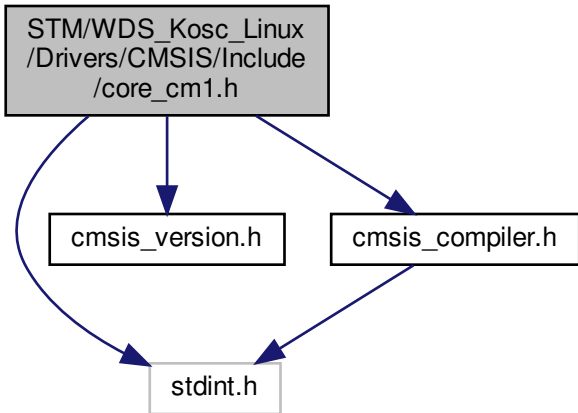 STM/WDS_Kosc_Linux
/Drivers/CMSIS/Include
/core_cm1.h
cmsis_version.h
cmsis_compiler.h
stdint.h